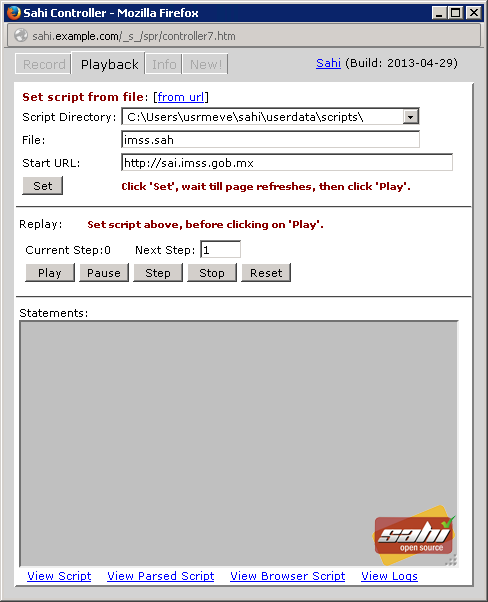 Sahi Controller - Mozilla Firefox
sahi.example.com/_s_/spr/controller7.htm
Record Playback Info New! Sahi (Build: 2013-04-29)
Set script from file: [from url]
Script Directory: C:\Users\usrmeve\sahi\userdata\scripts\
File: imss.sah
Start URL: http://sai.imss.gob.mx
Set Click 'Set', wait till page refreshes, then click 'Play'.
Replay: Set script above, before clicking on 'Play'.
Current Step:0 Next Step: 1
Play Pause Step Stop Reset
Statements:
sahi
open source
View Script View Parsed Script View Browser Script View Logs